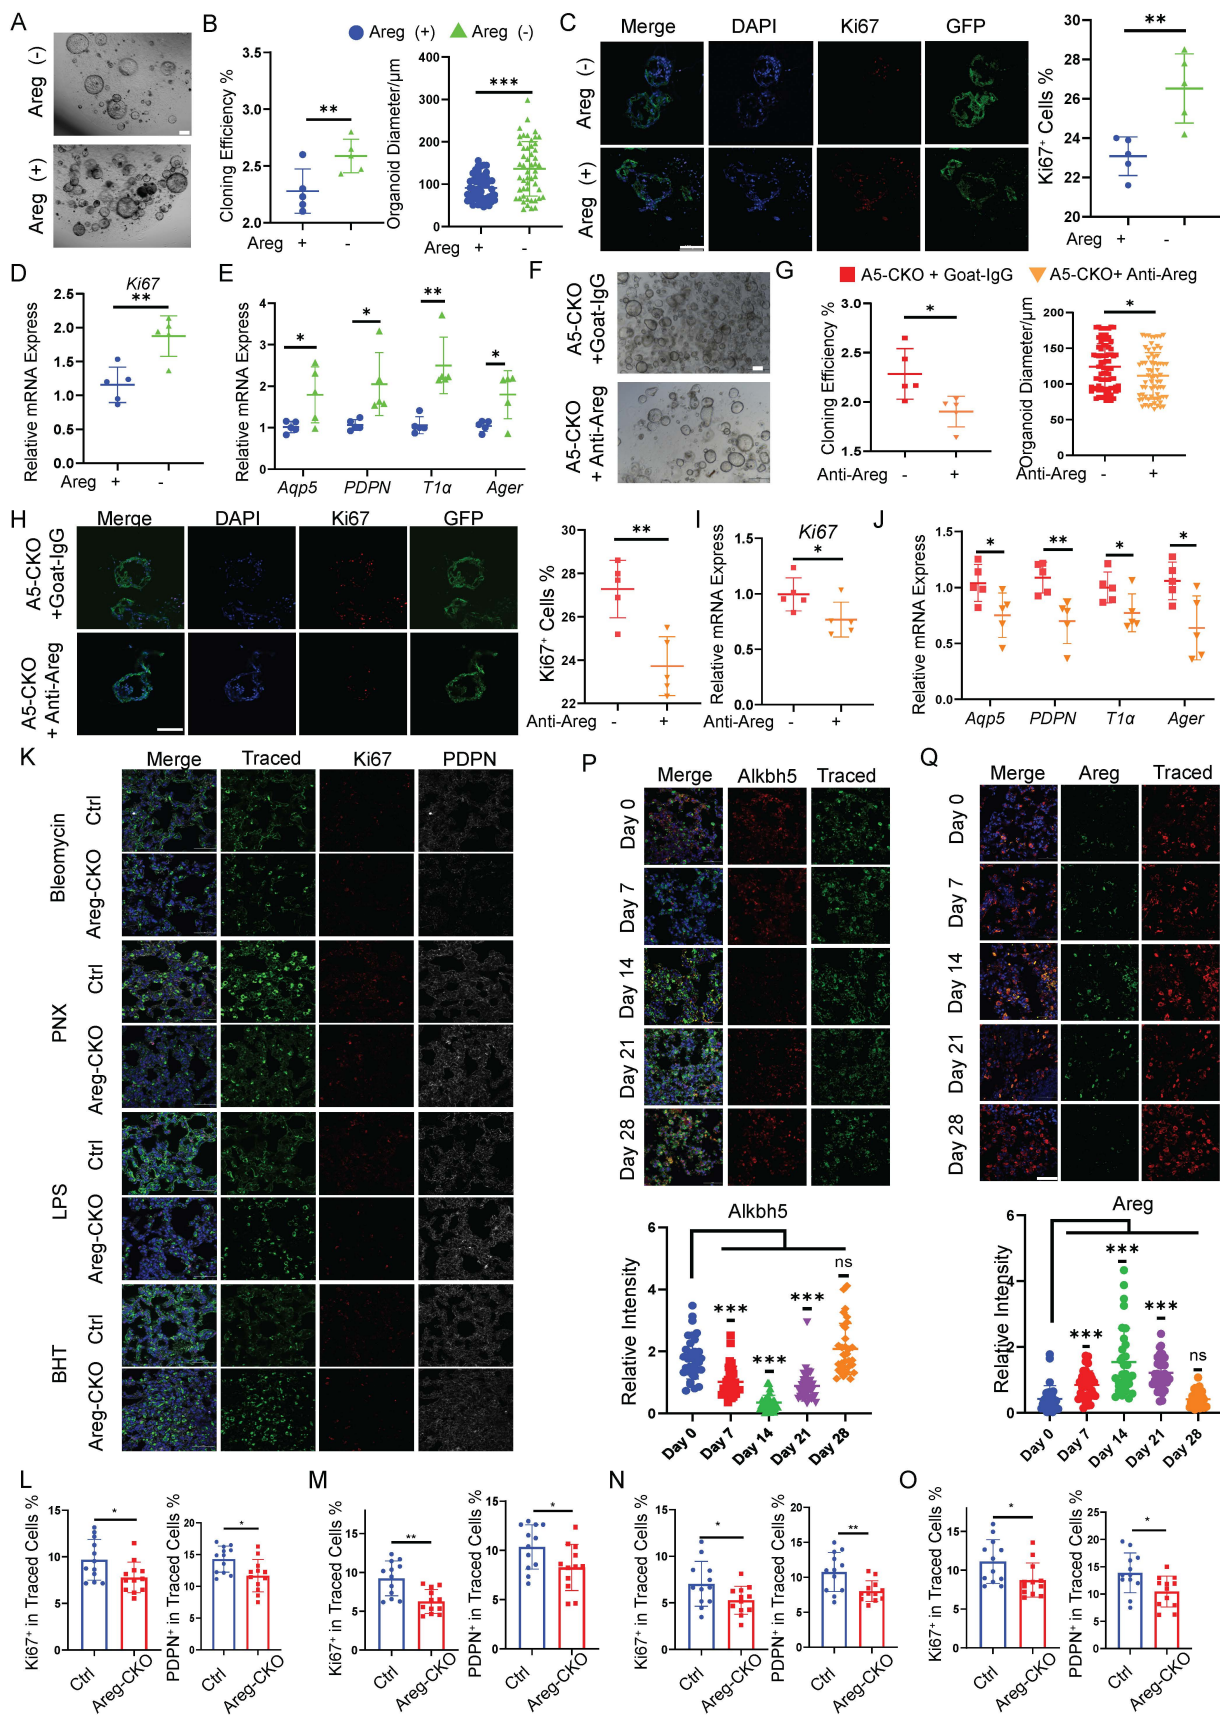 A
Areg (-)
Areg (+)
B
Areg (+) Areg (-)
Cloning Efficiency %
3.5
3.0
2.5
2.0
**
Areg + -
Organoid Diameter/μm
400
300
200
100
0
***
+ -
C
Merge DAPI Ki67 GFP
Areg (-)
Areg (+)
Ki67+ Cells %
30
28
26
24
22
20
**
Areg + -
D
Ki67
Relative mRNA Express
2.5
2.0
1.5
1.0
0.5
0.0
**
Areg + -
E
Relative mRNA Express
4
3
2
1
0
* * ** *
Aqp5 PDPN T1α Ager
F
A5-CKO
+Goat-IgG
A5-CKO
+ Anti-Areg
G
A5-CKO + Goat-IgG A5-CKO+ Anti-Areg
Cloning Efficiency %
3.0
2.5
2.0
1.5
*
Anti-Areg - +
Organoid Diameter/μm
200
150
100
50
0
*
Anti-Areg - +
H
Merge DAPI Ki67 GFP
A5-CKO
+Goat-IgG
A5-CKO
+ Anti-Areg
Ki67+ Cells %
30
28
26
24
22
**
Anti-Areg - +
I
Ki67
Relative mRNA Express
1.5
1.0
0.5
0.0
*
Anti-Areg - +
J
Relative mRNA Express
1.5
1.0
0.5
0.0
* ** * *
Aqp5 PDPN T1α Ager
K
Merge Traced Ki67 PDPN
Bleomycin
Ctrl
Areg-CKO
PNX
Ctrl
Areg-CKO
LPS
Ctrl
Areg-CKO
BHT
Ctrl
Areg-CKO
P
Merge Alkbh5 Traced
Day 0
Day 7
Day 14
Day 21
Day 28
Alkbh5
Relative Intensity
6
4
2
0
*** *** *** ns
Day 0 Day 7 Day 14 Day 21 Day 28
Q
Merge Areg Traced
Day 0
Day 7
Day 14
Day 21
Day 28
Areg
Relative Intensity
6
4
2
0
*** *** *** ns
Day 0 Day 7 Day 14 Day 21 Day 28
L
Ki67+ in Traced Cells %
15
10
5
0
*
Ctrl Areg-CKO
PDPN+ in Traced Cells %
20
15
10
5
0
*
Ctrl Areg-CKO
M
Ki67+ in Traced Cells %
15
10
5
0
**
Ctrl Areg-CKO
PDPN+ in Traced Cells %
15
10
5
0
*
Ctrl Areg-CKO
N
Ki67+ in Traced Cells %
15
10
5
0
*
Ctrl Areg-CKO
PDPN+ in Traced Cells %
20
15
10
5
0
**
Ctrl Areg-CKO
O
Ki67+ in Traced Cells %
15
10
5
0
*
Ctrl Areg-CKO
PDPN+ in Traced Cells %
25
20
15
10
5
0
*
Ctrl Areg-CKO